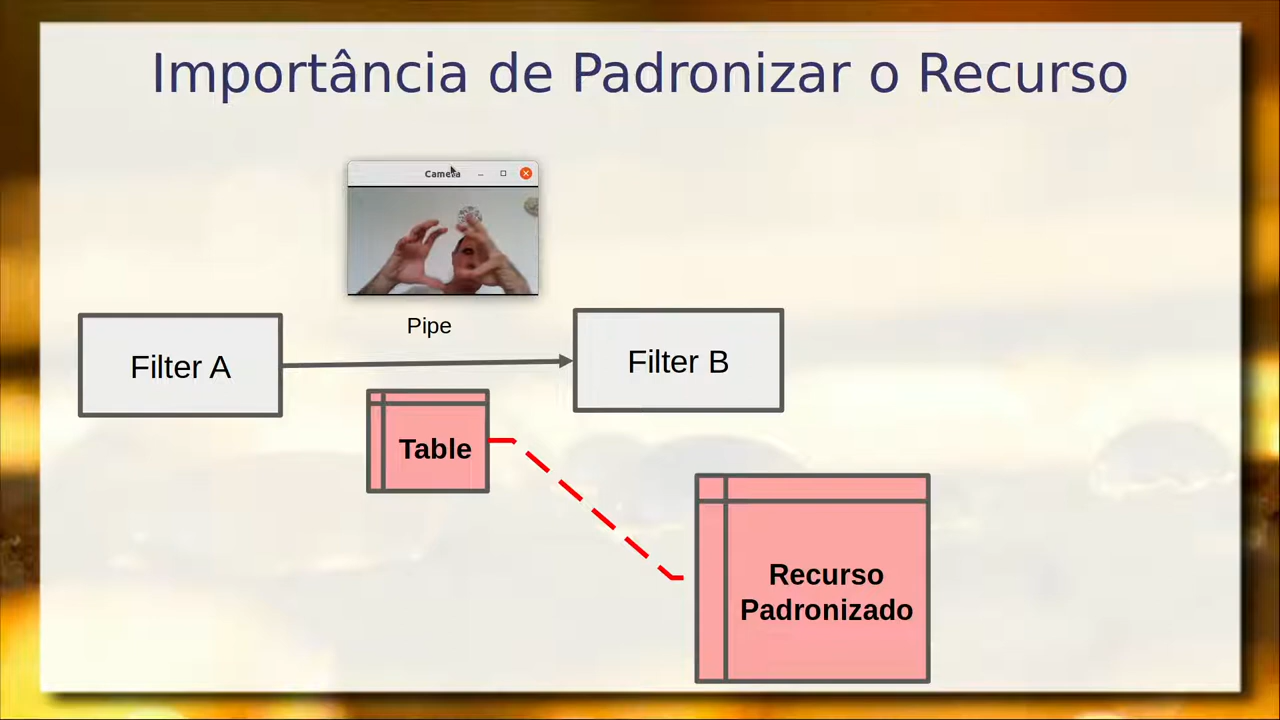 Importância de Padronizar o Recurso
Camera
Pipe
Filter A
Filter B
Table
Recurso
Padronizado